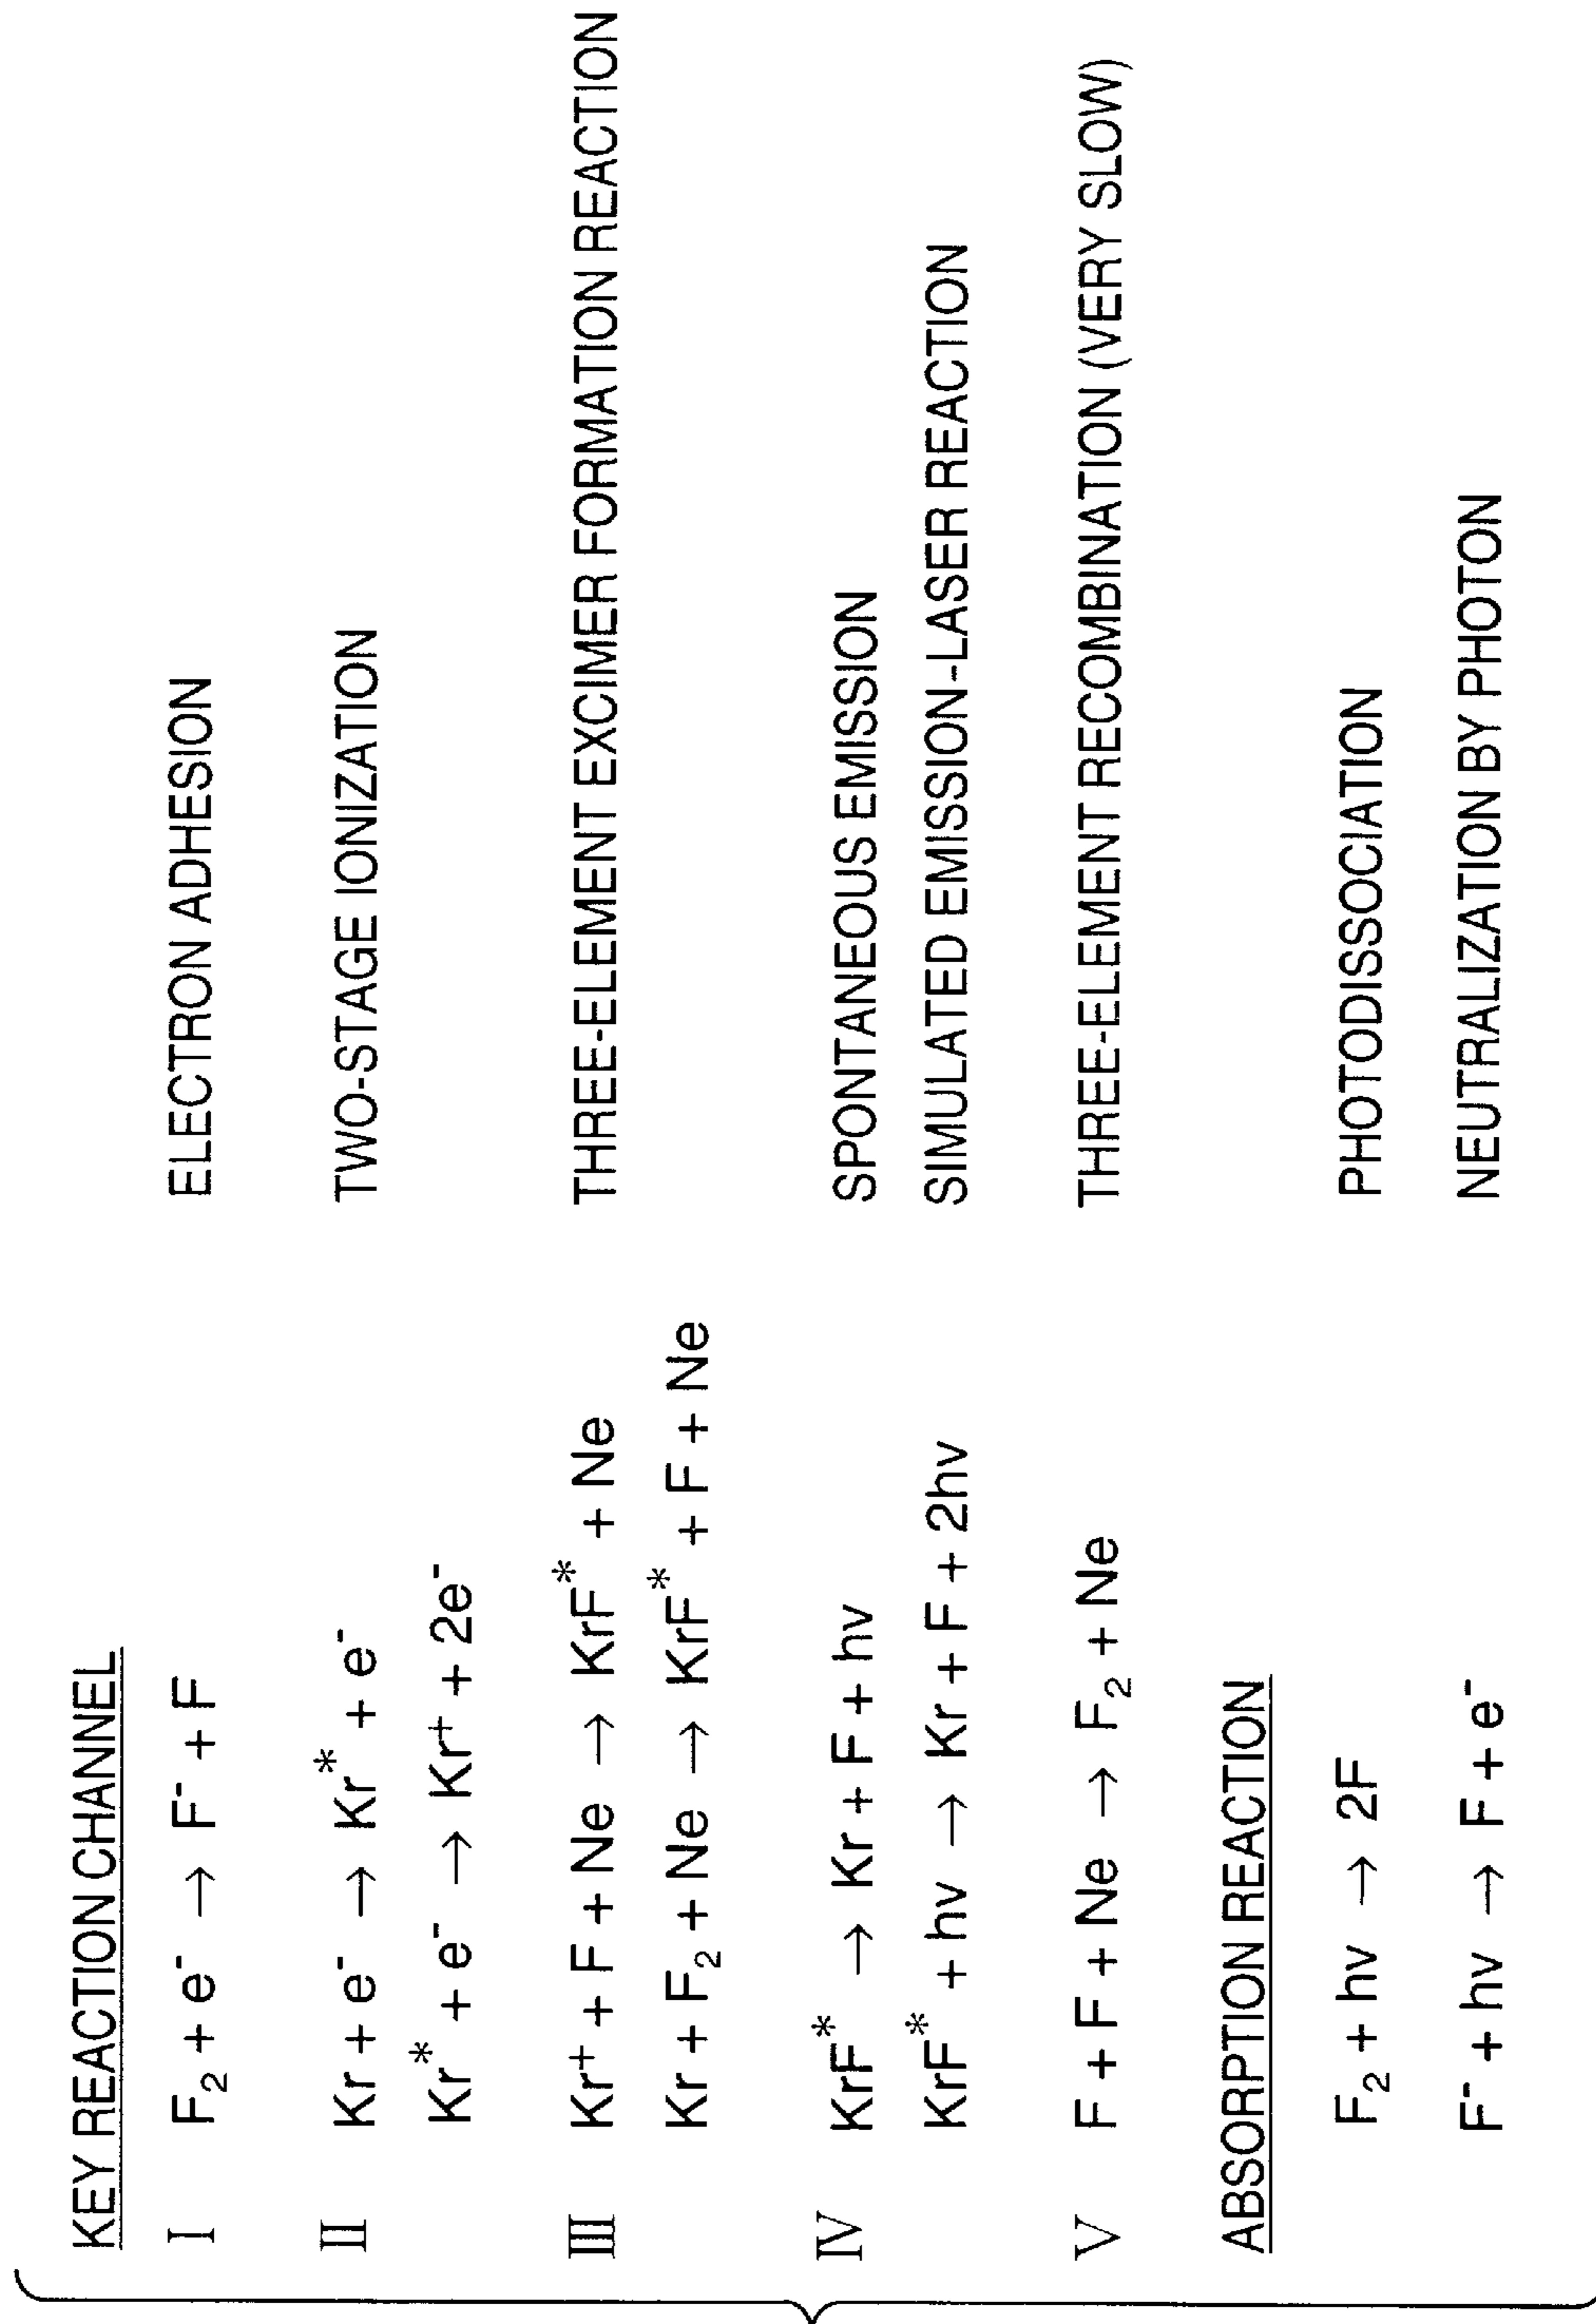 KEY REACTION CHANNEL
I F₂ + e⁻ → F⁻ + F ELECTRON ADHESION
II Kr + e⁻ → Kr* + e⁻ TWO-STAGE IONIZATION
Kr* + e⁻ → Kr⁺ + 2e⁻
III Kr⁺ + F + Ne → KrF* + Ne THREE-ELEMENT EXCIMER FORMATION REACTION
Kr + F₂ + Ne → KrF* + F + Ne
IV KrF* → Kr + F + hν SPONTANEOUS EMISSION
KrF* + hν → Kr + F + 2hν SIMULATED EMISSION-LASER REACTION
V F + F + Ne → F₂ + Ne THREE-ELEMENT RECOMBINATION (VERY SLOW)
ABSORPTION REACTION
F₂ + hν → 2F PHOTODISSOCIATION
F⁻ + hν → F + e⁻ NEUTRALIZATION BY PHOTON